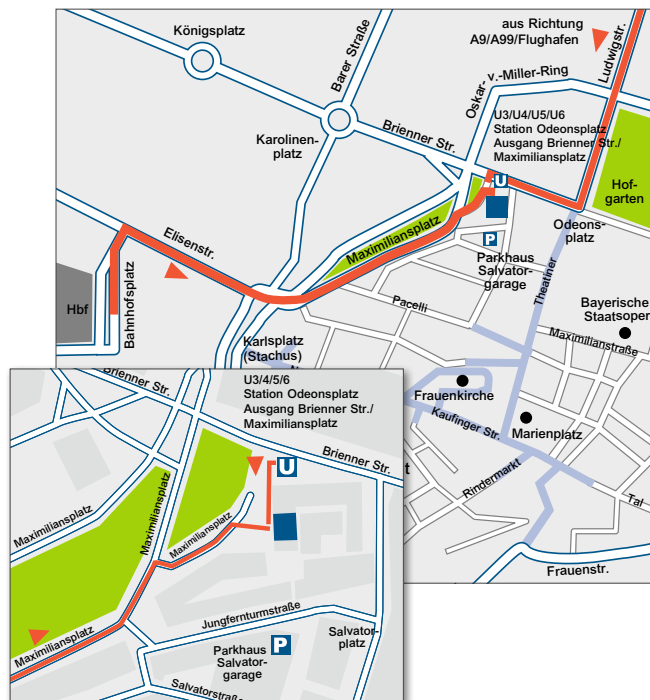 Königsplatz
Barer Straße
aus Richtung
A9/A99/Flughafen
Ludwigstr.
Oskar- v.-Miller-Ring
Karolinen-
platz
Brienner Str.
U3/U4/U5/U6
Station Odeonsplatz
Ausgang Brienner Str./
Maximiliansplatz
U
Hof-
garten
Elisenstr.
Maximiliansplatz
P
Odeons-
platz
Parkhaus
Salvator-
garage
Theatiner
Hbf
Bahnhofsplatz
Pacelli
Bayerische
Staatsoper
Maximilianstraße
Karlsplatz
(Stachus)
Frauenkirche
Kaufinger Str.
Marienplatz
Rindermarkt
Tal
Frauenstr.
t
Brienner Str.
U3/4/5/6
Station Odeonsplatz
Ausgang Brienner Str./
Maximiliansplatz
Brienner Str.
U
Maximiliansplatz
Maximiliansplatz
Maximiliansplatz
Maximiliansplatz
Jungfernturmstraße
Parkhaus
Salvator-
garage
P
Salvator-
platz
Salvatorstraße